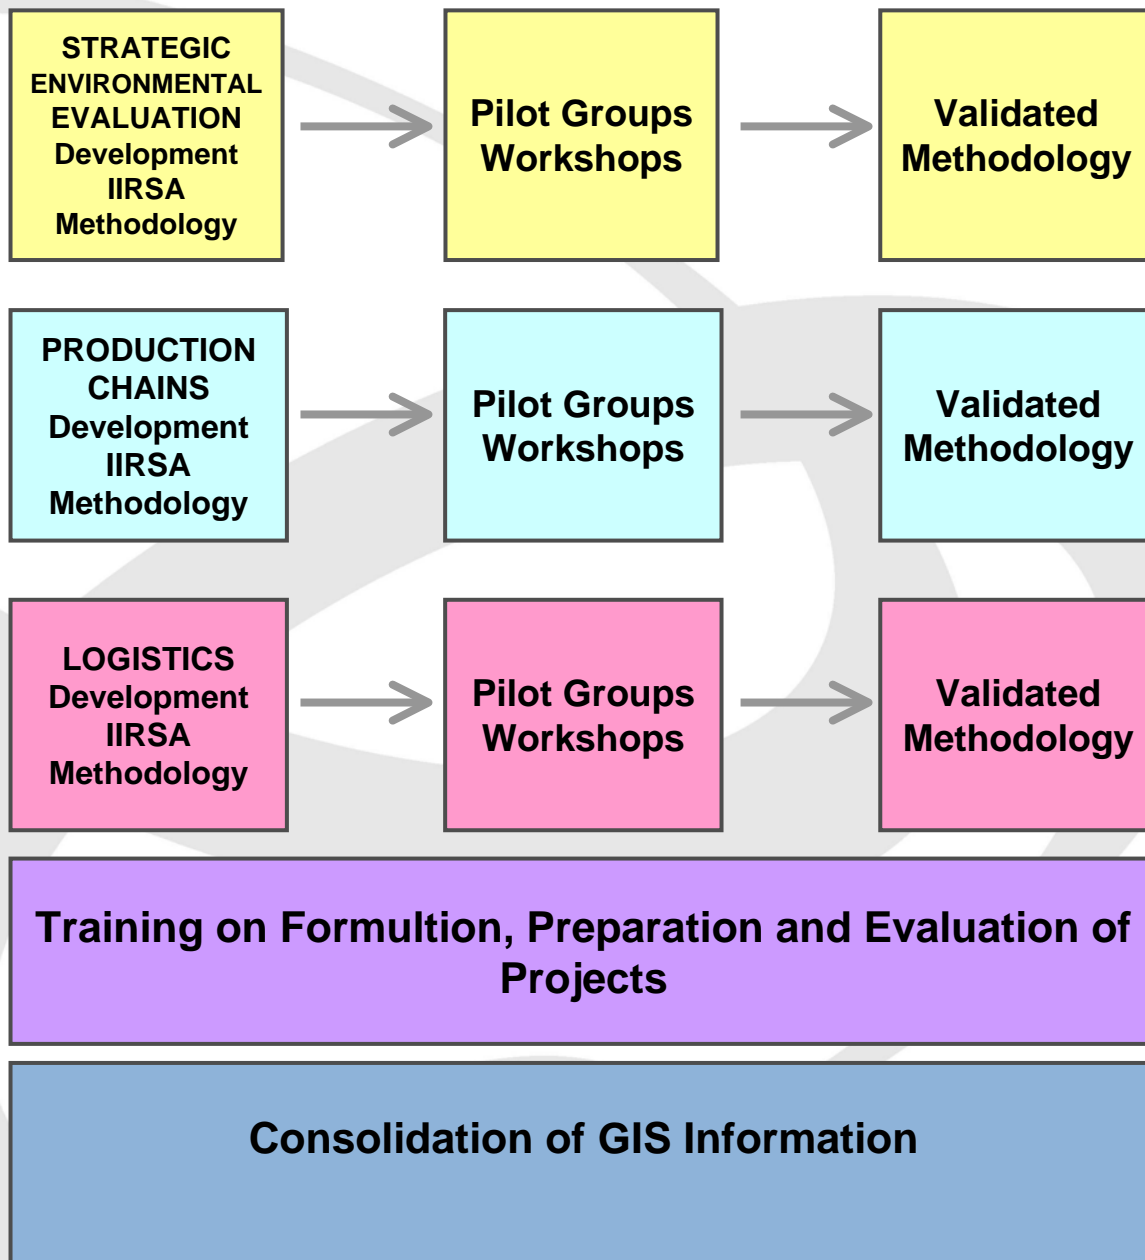 STRATEGIC
ENVIRONMENTAL
EVALUATION
Development
IIRSA
Methodology
Pilot Groups
Workshops
Validated
Methodology
PRODUCTION
CHAINS
Development
IIRSA
Methodology
Pilot Groups
Workshops
Validated
Methodology
LOGISTICS
Development
IIRSA
Methodology
Pilot Groups
Workshops
Validated
Methodology
Training on Formultion, Preparation and Evaluation of
Projects
Consolidation of GIS Information